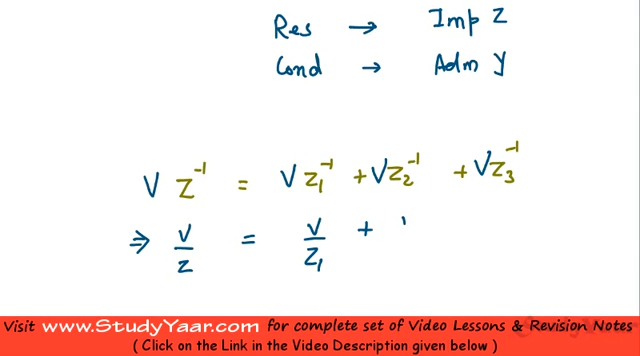 Res → Imp Z
Cond → Adm Y
V Z⁻¹ = V Z₁⁻¹ + V Z₂⁻¹ + V Z₃⁻¹
⇒ V/Z = V/Z₁ +
Visit www.StudyYaar.com for complete set of Video Lessons & Revision Notes
( Click on the Link in the Video Description given below )